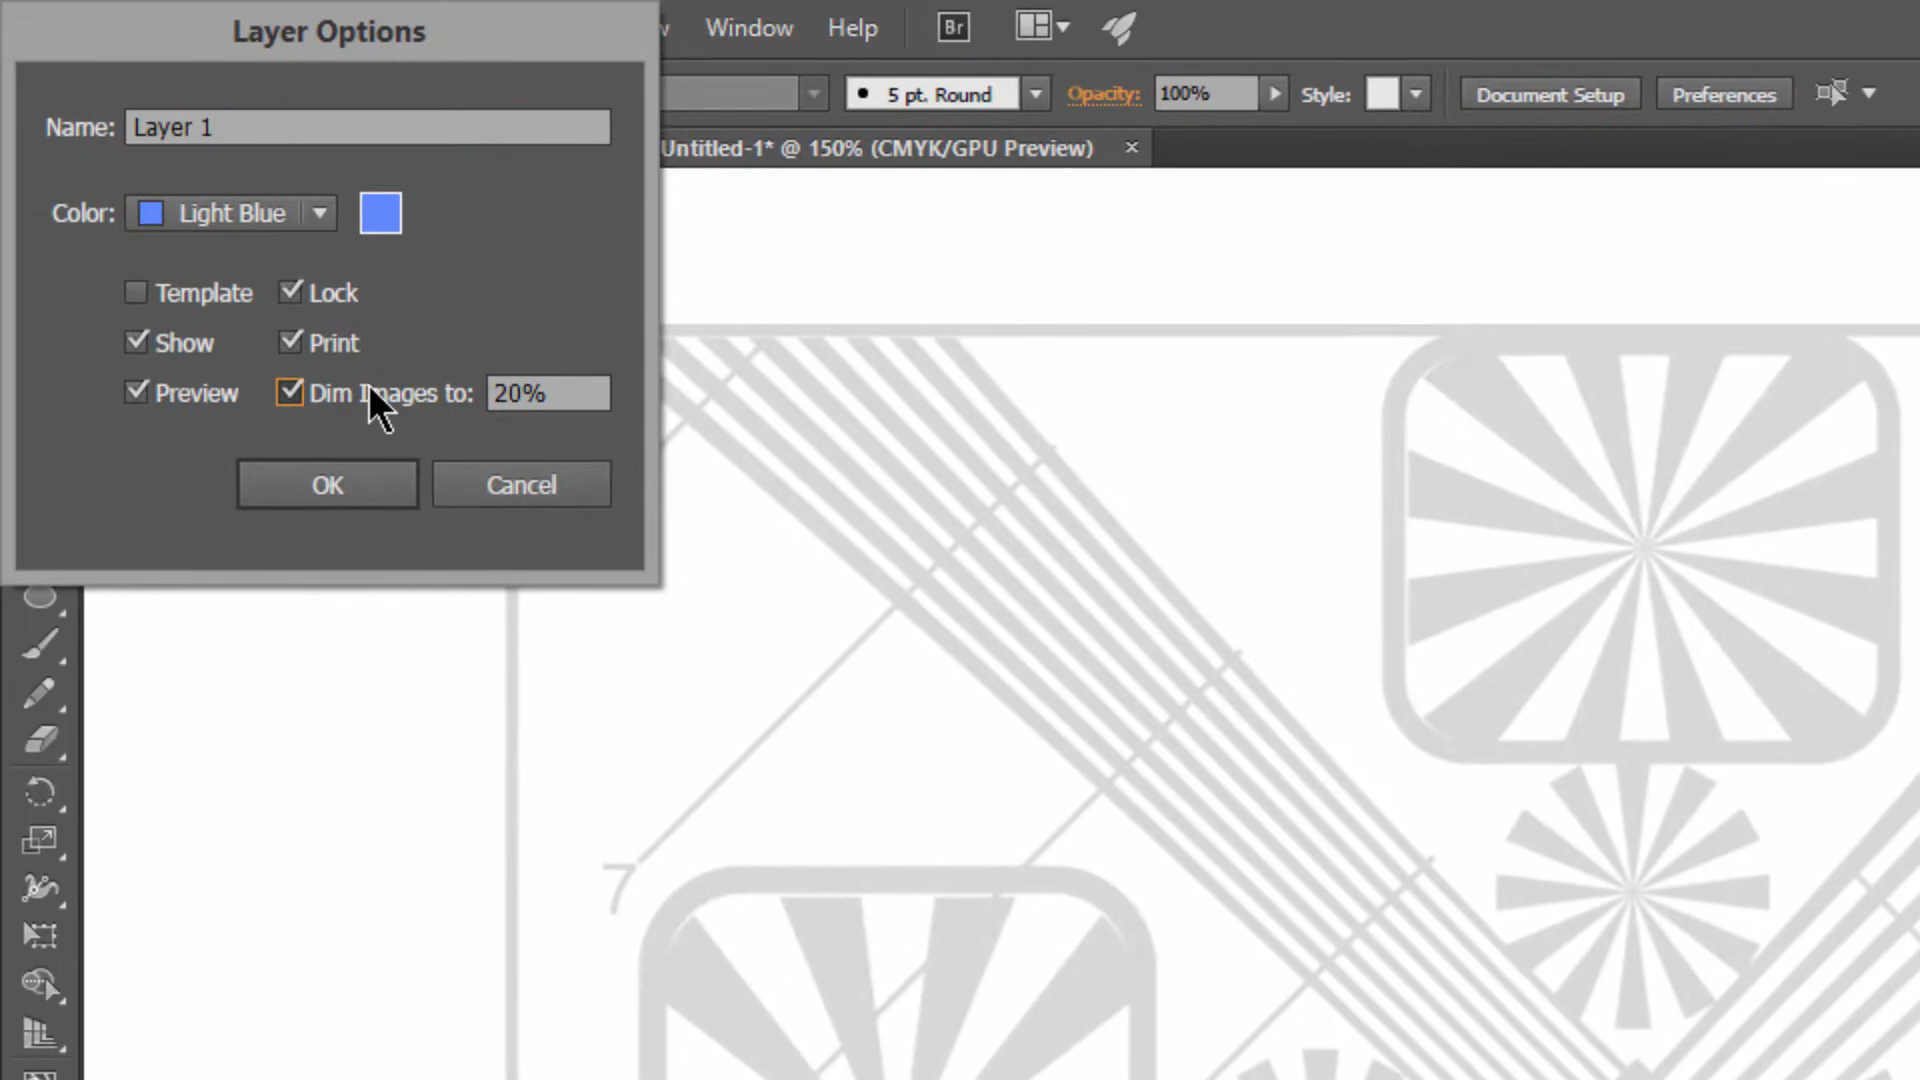 Layer Options
Window Help Br
5 pt. Round Opacity: 100% Style: Document Setup Preferences
Name: Layer 1
Untitled-1* @ 150% (CMYK/GPU Preview) ×
Color: Light Blue
Template Lock
Show Print
Preview Dim Images to: 20%
OK Cancel
7